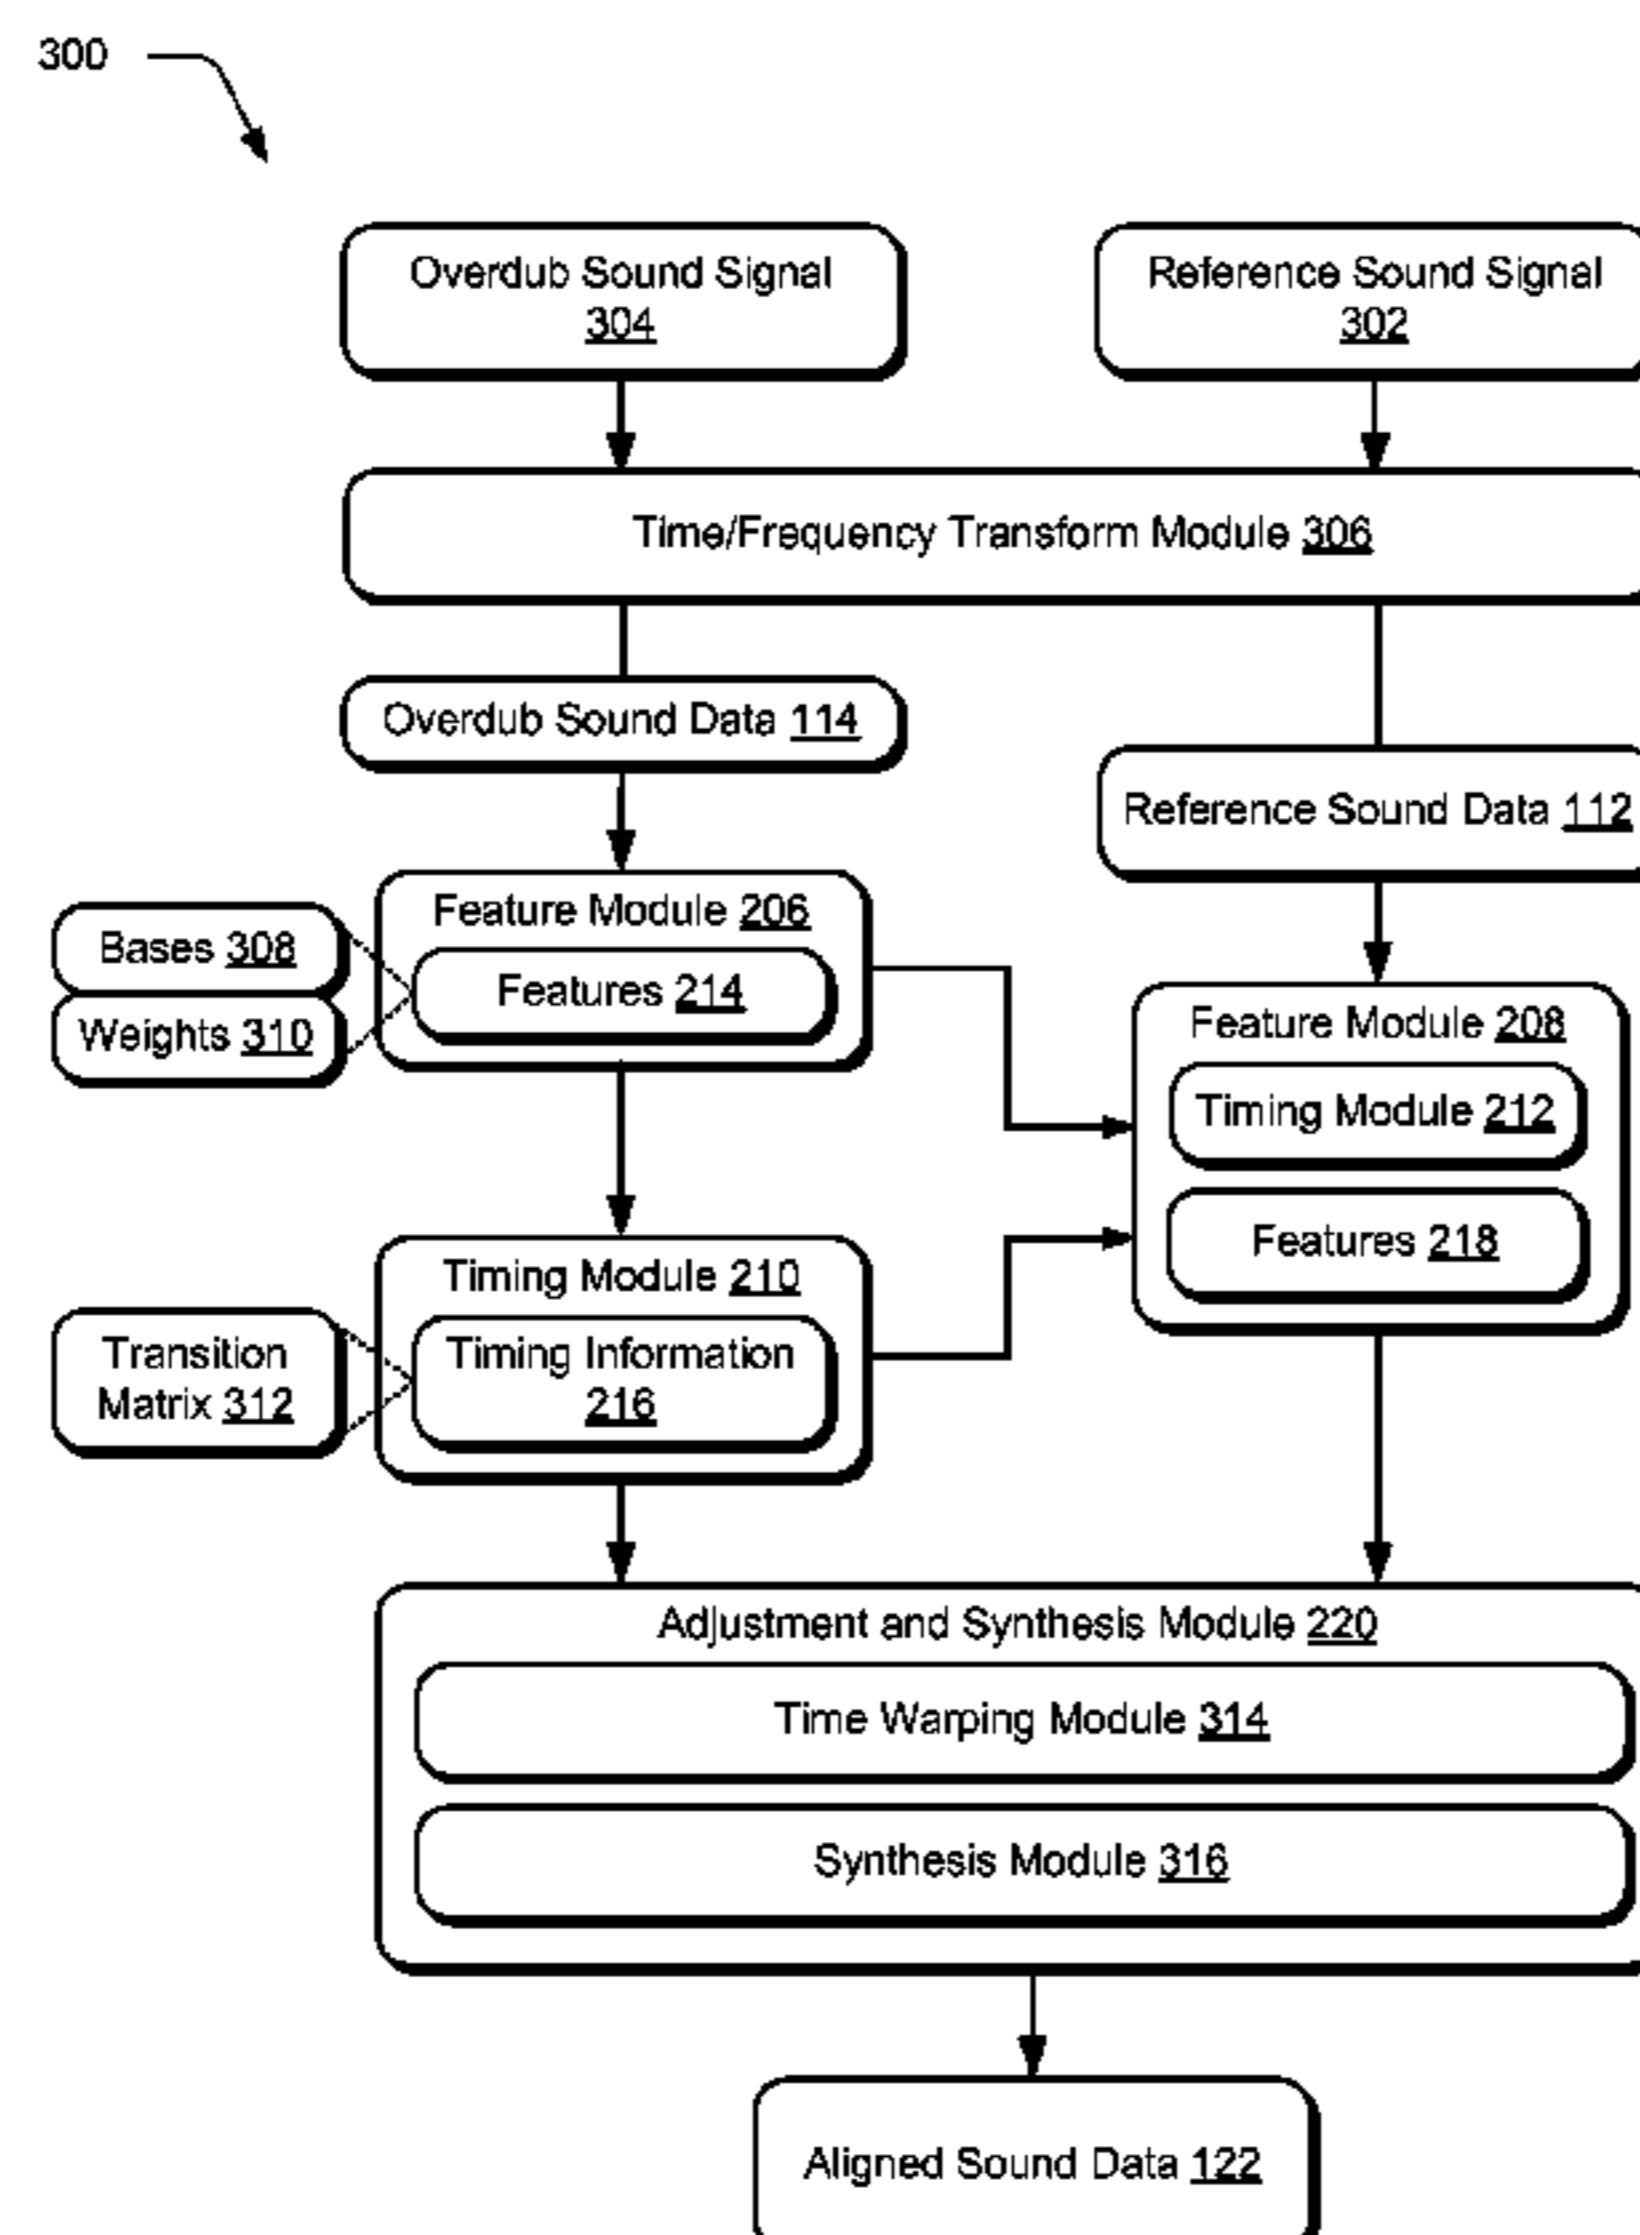 300
Overdub Sound Signal
304
Reference Sound Signal
302
Time/Frequency Transform Module 306
Overdub Sound Data 114
Reference Sound Data 112
Feature Module 206
Features 214
Bases 308
Weights 310
Feature Module 208
Timing Module 212
Features 218
Timing Module 210
Timing Information
216
Transition
Matrix 312
Adjustment and Synthesis Module 220
Time Warping Module 314
Synthesis Module 316
Aligned Sound Data 122